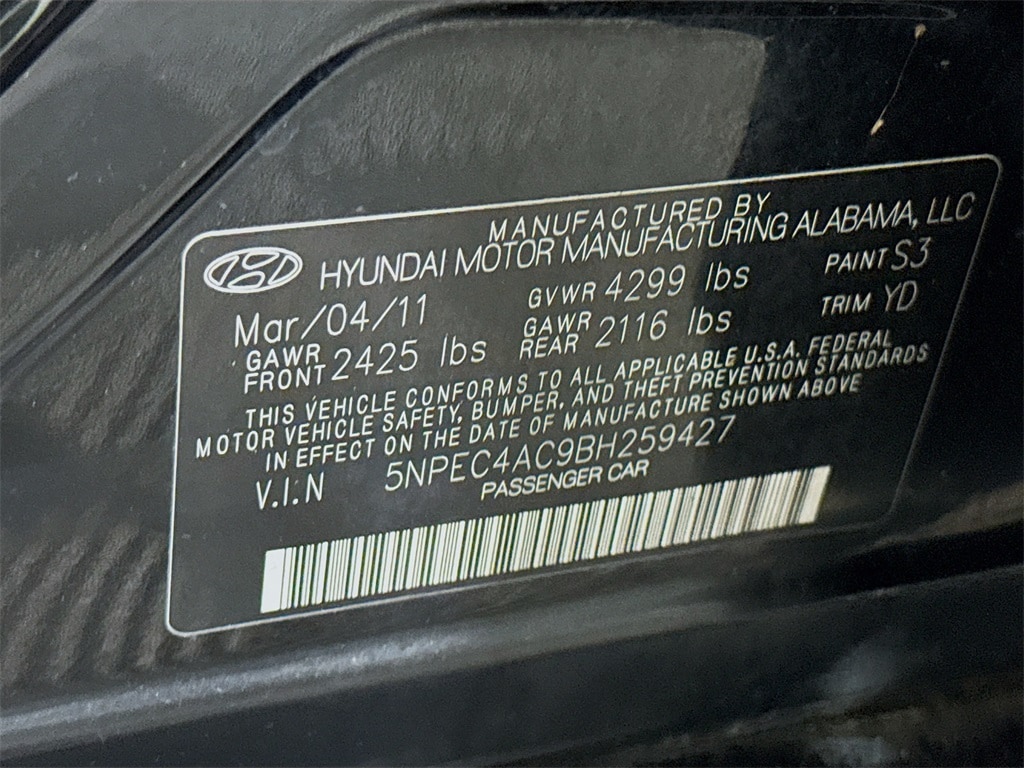 MANUFACTURED BY
HYUNDAI MOTOR MANUFACTURING ALABAMA, LLC
Mar/04/11 GVWR 4299 lbs PAINT S3
GAWR FRONT 2425 lbs GAWR REAR 2116 lbs TRIM YD
THIS VEHICLE CONFORMS TO ALL APPLICABLE U.S.A. FEDERAL
MOTOR VEHICLE SAFETY, BUMPER, AND THEFT PREVENTION STANDARDS
IN EFFECT ON THE DATE OF MANUFACTURE SHOWN ABOVE
V.I.N 5NPEC4AC9BH259427
PASSENGER CAR